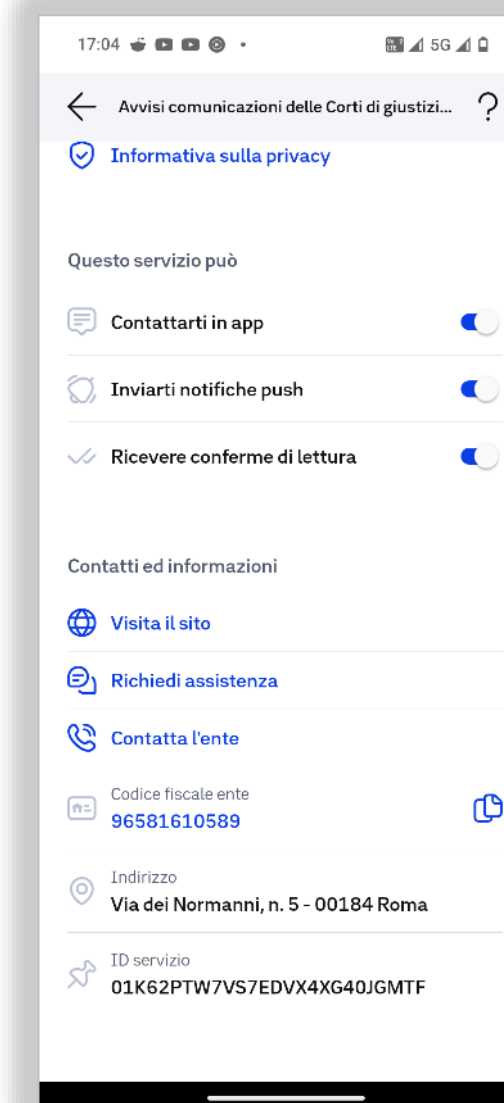 17:04
5G
Avvisi comunicazioni delle Corti di giustizi... ?
Informativa sulla privacy
Questo servizio può
Contattarti in app
Inviarti notifiche push
Ricevere conferme di lettura
Contatti ed informazioni
Visita il sito
Richiedi assistenza
Contatta l'ente
Codice fiscale ente
96581610589
Indirizzo
Via dei Normanni, n. 5 - 00184 Roma
ID servizio
01K62PTW7VS7EDVX4XG40JGMTF